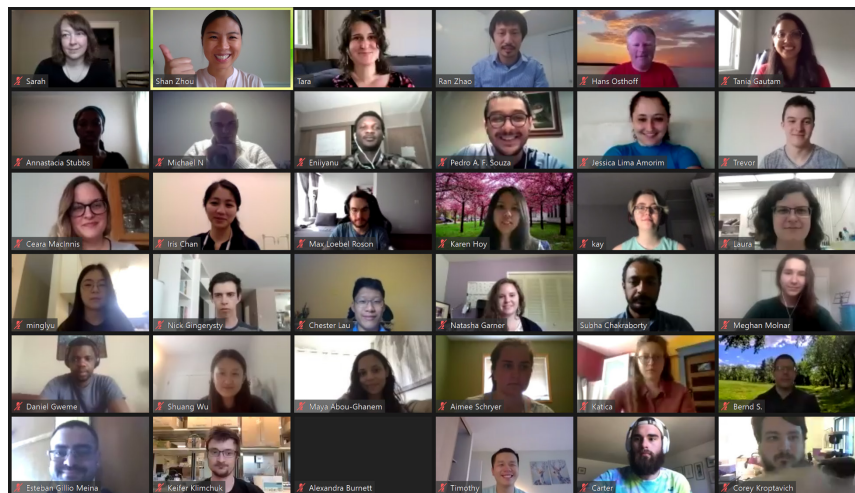 Sarah
Shan Zhou
Tara
Ran Zhao
Hans Osthoff
Tania Gautam
Annastacia Stubbs
Michael N
Eniiyanu
Pedro A. F. Souza
Jessica Lima Amorim
Trevor
Ceara MacInnis
Iris Chan
Max Loebel Roson
Karen Hoy
kay
Laura
minglyu
Nick Gingerysty
Chester Lau
Natasha Garner
Subha Chakraborty
Meghan Molnar
Daniel Gweme
Shuang Wu
Maya Abou-Ghanem
Aimee Schryer
Katica
Bernd S.
Esteban Gillio Meina
Keifer Klimchuk
Alexandra Burnett
Timothy
Carter
Corey Kroptavich